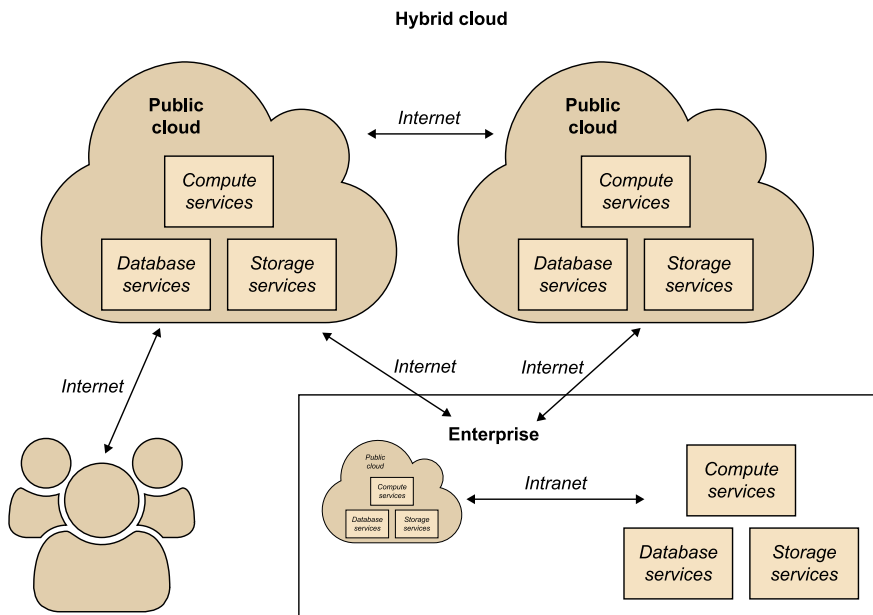 Hybrid cloud
Public
cloud
Compute
services
Database
services
Storage
services
Internet
Public
cloud
Compute
services
Database
services
Storage
services
Internet
Internet
Internet
Enterprise
Public
cloud
Compute
services
Database
services
Storage
services
Intranet
Compute
services
Database
services
Storage
services